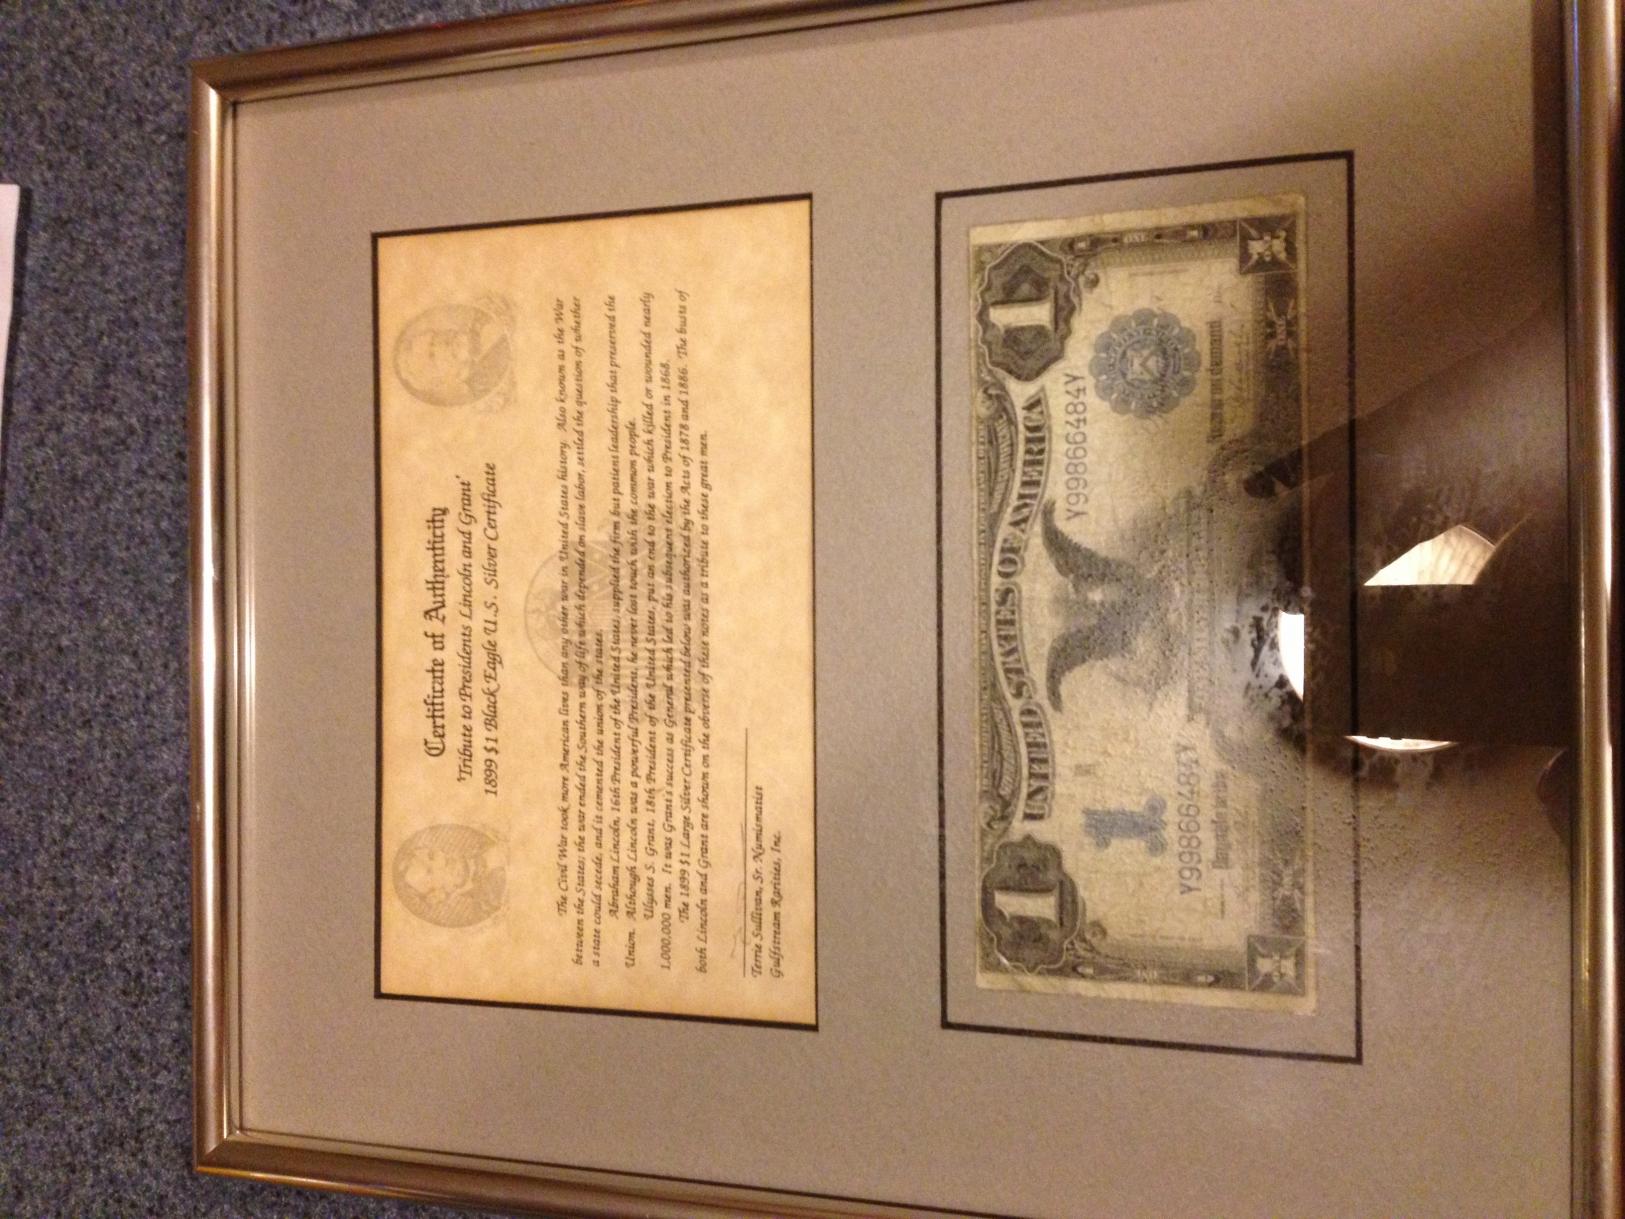 Certificate of Authenticity
'Tribute to Presidents Lincoln and Grant'
1899 $1 Black Eagle U.S. Silver Certificate
The Civil War took more American lives than any other war in United States history. Also known as the War
between the States; the war ended the Southern way of life which depended on slave labor, settled the question of whether
a state could secede, and is cemented the union of the states.
Abraham Lincoln, 16th President of the United States, supplied the firm but patient leadership that preserved the
Union. Although Lincoln was a powerful President, he never lost touch with the common people.
Ulysses S. Grant, 18th President of the United States, put an end to the war which killed or wounded nearly
1,000,000 men. It was Grant's success as General which led to his subsequent election to President in 1868.
The 1899 $1 Large Silver Certificate presented below was authorized by the Acts of 1878 and 1886. The busts of
both Lincoln and Grant are shown on the obverse of these notes as a tribute to these great men.
Terrie Sullivan, Sr. Numismatist
Gulfstream Rarities, Inc.
1 1
UNITED STATES OF AMERICA
Y99866484Y
1
Y99866484Y
ONE
ONE